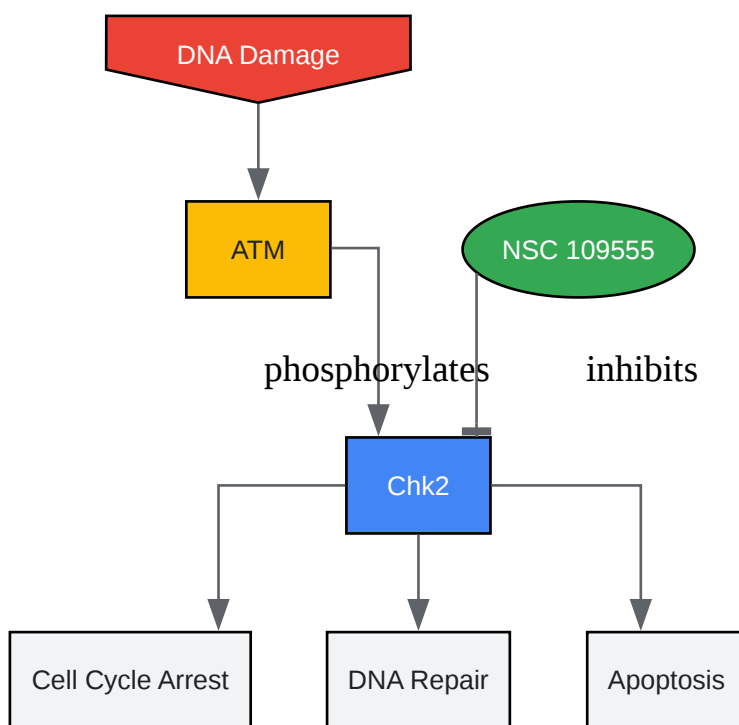 DNA Damage
ATM
NSC 109555
phosphorylates
inhibits
Chk2
Cell Cycle Arrest
DNA Repair
Apoptosis